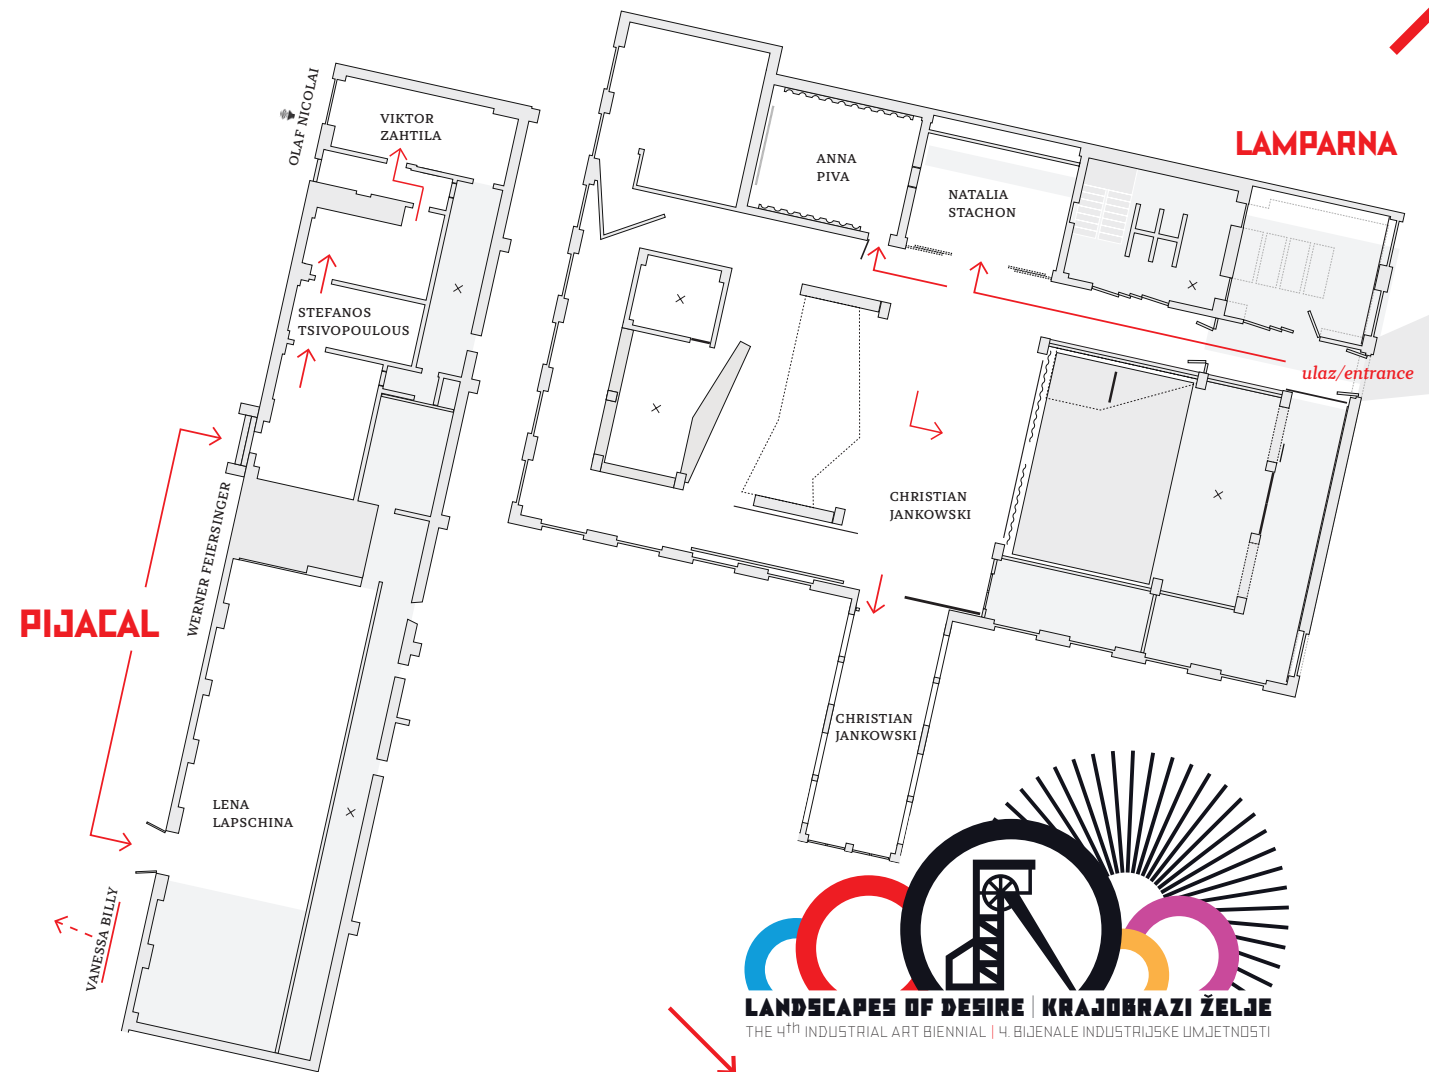 OLAF NICOLAI
VIKTOR
ZAHTILA
STEFANOS
TSIVOPOULOUS
WERNER FEIERSINGER
PIJACAL
LENA
LAPSCHINA
VANESSA BILLY
ANNA
PIVA
NATALIA
STACHON
LAMPARNA
ulaz/entrance
CHRISTIAN
JANKOWSKI
CHRISTIAN
JANKOWSKI
LANDSCAPES OF DESIRE | KRAJOBRAZI ŽELJE
THE 4th INDUSTRIAL ART BIENNIAL | 4. BIJENALE INDUSTRIJSKE UMJETNOSTI